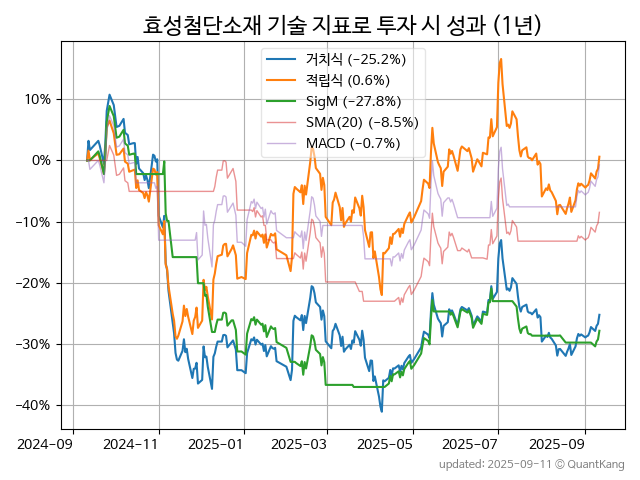 효성첨단소재 기술 지표로 투자 시 성과 (1년)
거치식 (−25.2%)
적립식 (0.6%)
SigM (−27.8%)
SMA(20) (−8.5%)
MACD (−0.7%)
10%
0%
−10%
−20%
−30%
−40%
2024-09
2024-11
2025-01
2025-03
2025-05
2025-07
2025-09
updated: 2025-09-11 © QuantKang